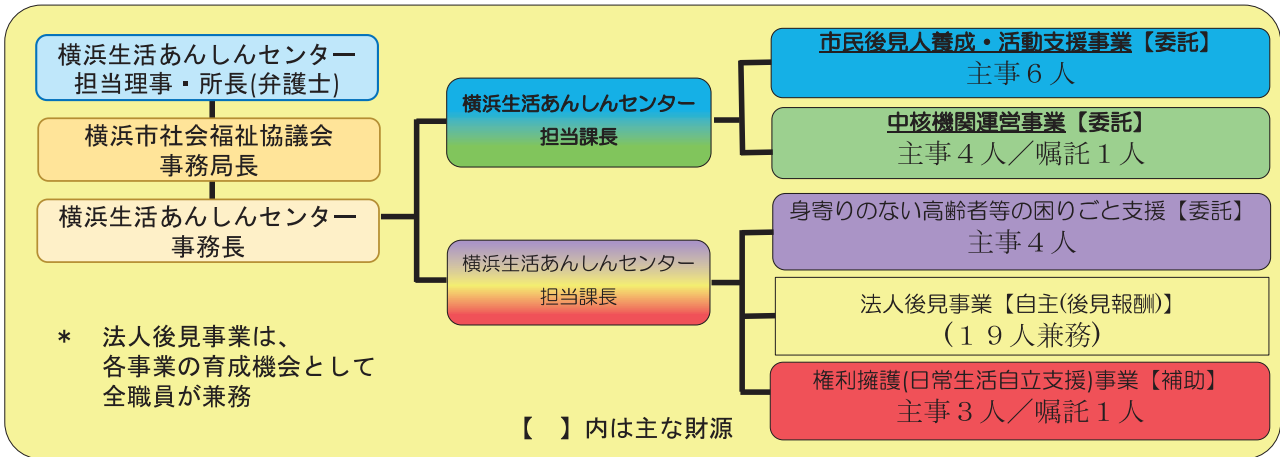 横浜生活あんしんセンター
担当理事・所長(弁護士)
横浜市社会福祉協議会
事務局長
横浜生活あんしんセンター
事務長
横浜生活あんしんセンター
担当課長
横浜生活あんしんセンター
担当課長
市民後見人養成・活動支援事業【委託】
主事６人
中核機関運営事業【委託】
主事４人／嘱託１人
身寄りのない高齢者等の困りごと支援【委託】
主事４人
法人後見事業【自主(後見報酬)】
(１９人兼務)
権利擁護(日常生活自立支援)事業【補助】
主事３人／嘱託１人
*　法人後見事業は、
各事業の育成機会として
全職員が兼務
【　】内は主な財源